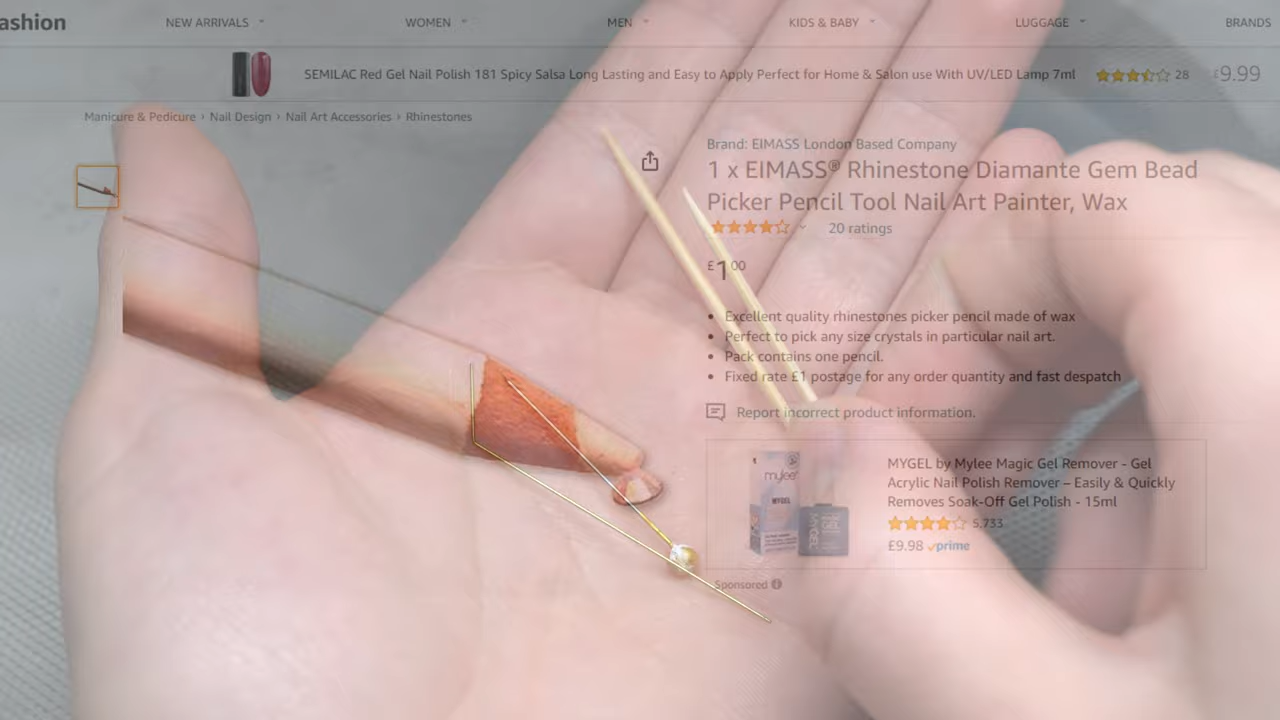 ashion
NEW ARRIVALS
WOMEN
MEN
KIDS & BABY
LUGGAGE
BRANDS
SEMILAC Red Gel Nail Polish 181 Spicy Salsa Long Lasting and Easy to Apply Perfect for Home & Salon use With UV/LED Lamp 7ml
28
£9.99
Manicure & Pedicure › Nail Design › Nail Art Accessories › Rhinestones
Brand: EIMASS London Based Company
1 x EIMASS® Rhinestone Diamante Gem Bead
Picker Pencil Tool Nail Art Painter, Wax
20 ratings
£1⁰⁰
• Excellent quality rhinestones picker pencil made of wax
• Perfect to pick any size crystals in particular nail art.
• Pack contains one pencil.
• Fixed rate £1 postage for any order quantity and fast despatch
Report incorrect product information.
mylee
MYGEL
MYGEL by Mylee Magic Gel Remover - Gel
Acrylic Nail Polish Remover – Easily & Quickly
Removes Soak-Off Gel Polish - 15ml
5,733
£9.98 prime
Sponsored